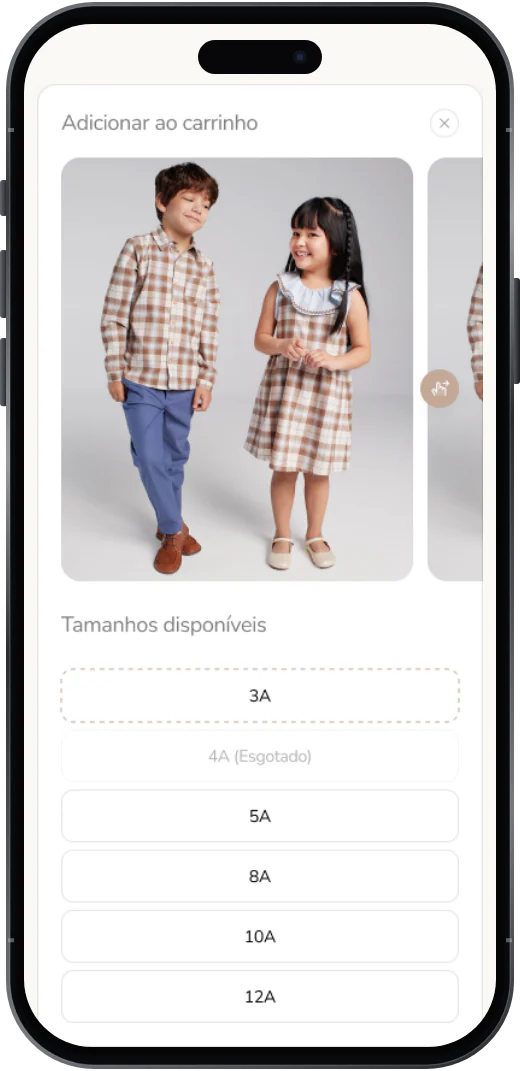 Adicionar ao carrinho
Tamanhos disponíveis
3A
4A (Esgotado)
5A
8A
10A
12A